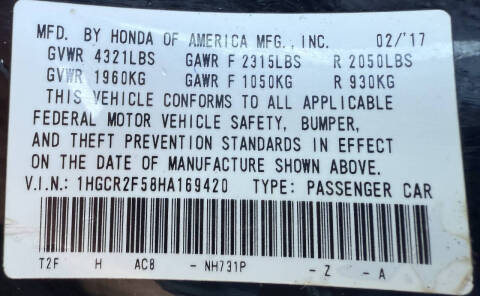 MFD. BY HONDA OF AMERICA MFG., INC. 02/'17
GVWR 4321LBS GAWR F 2315LBS R 2050LBS
GVWR 1960KG GAWR F 1050KG R 930KG
THIS VEHICLE CONFORMS TO ALL APPLICABLE
FEDERAL MOTOR VEHICLE SAFETY, BUMPER,
AND THEFT PREVENTION STANDARDS IN EFFECT
ON THE DATE OF MANUFACTURE SHOWN ABOVE.
V.I.N.: 1HGCR2F58HA169420 TYPE: PASSENGER CAR
T2F H AC8 - NH731P - Z - A